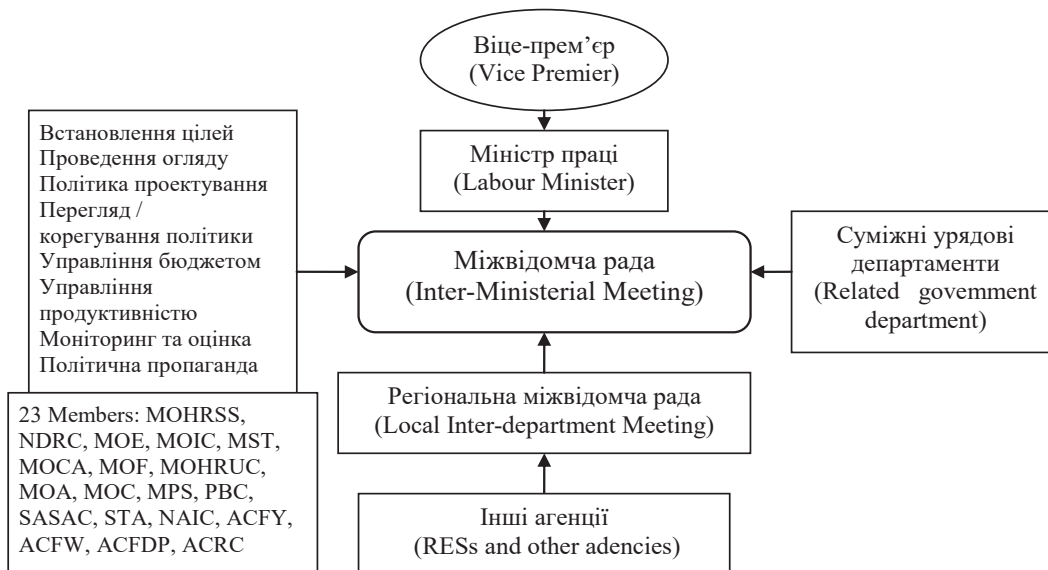 Віце-прем’єр
(Vice Premier)
Встановлення цілей
Проведення огляду
Політика проектування
Перегляд /
корегування політики
Управління бюджетом
Управління
продуктивністю
Моніторинг та оцінка
Політична пропаганда
Міністр праці
(Labour Minister)
Міжвідомча рада
(Inter-Ministerial Meeting)
Суміжні урядові
департаменти
(Related govemment
department)
Регіональна міжвідомча рада
(Local Inter-department Meeting)
23 Members: MOHRSS,
NDRC, MOE, MOIC, MST,
MOCA, MOF, MOHRUC,
MOA, MOC, MPS, PBC,
SASAC, STA, NAIC, ACFY,
ACFW, ACFDP, ACRC
Інші агенції
(RESs and other adencies)